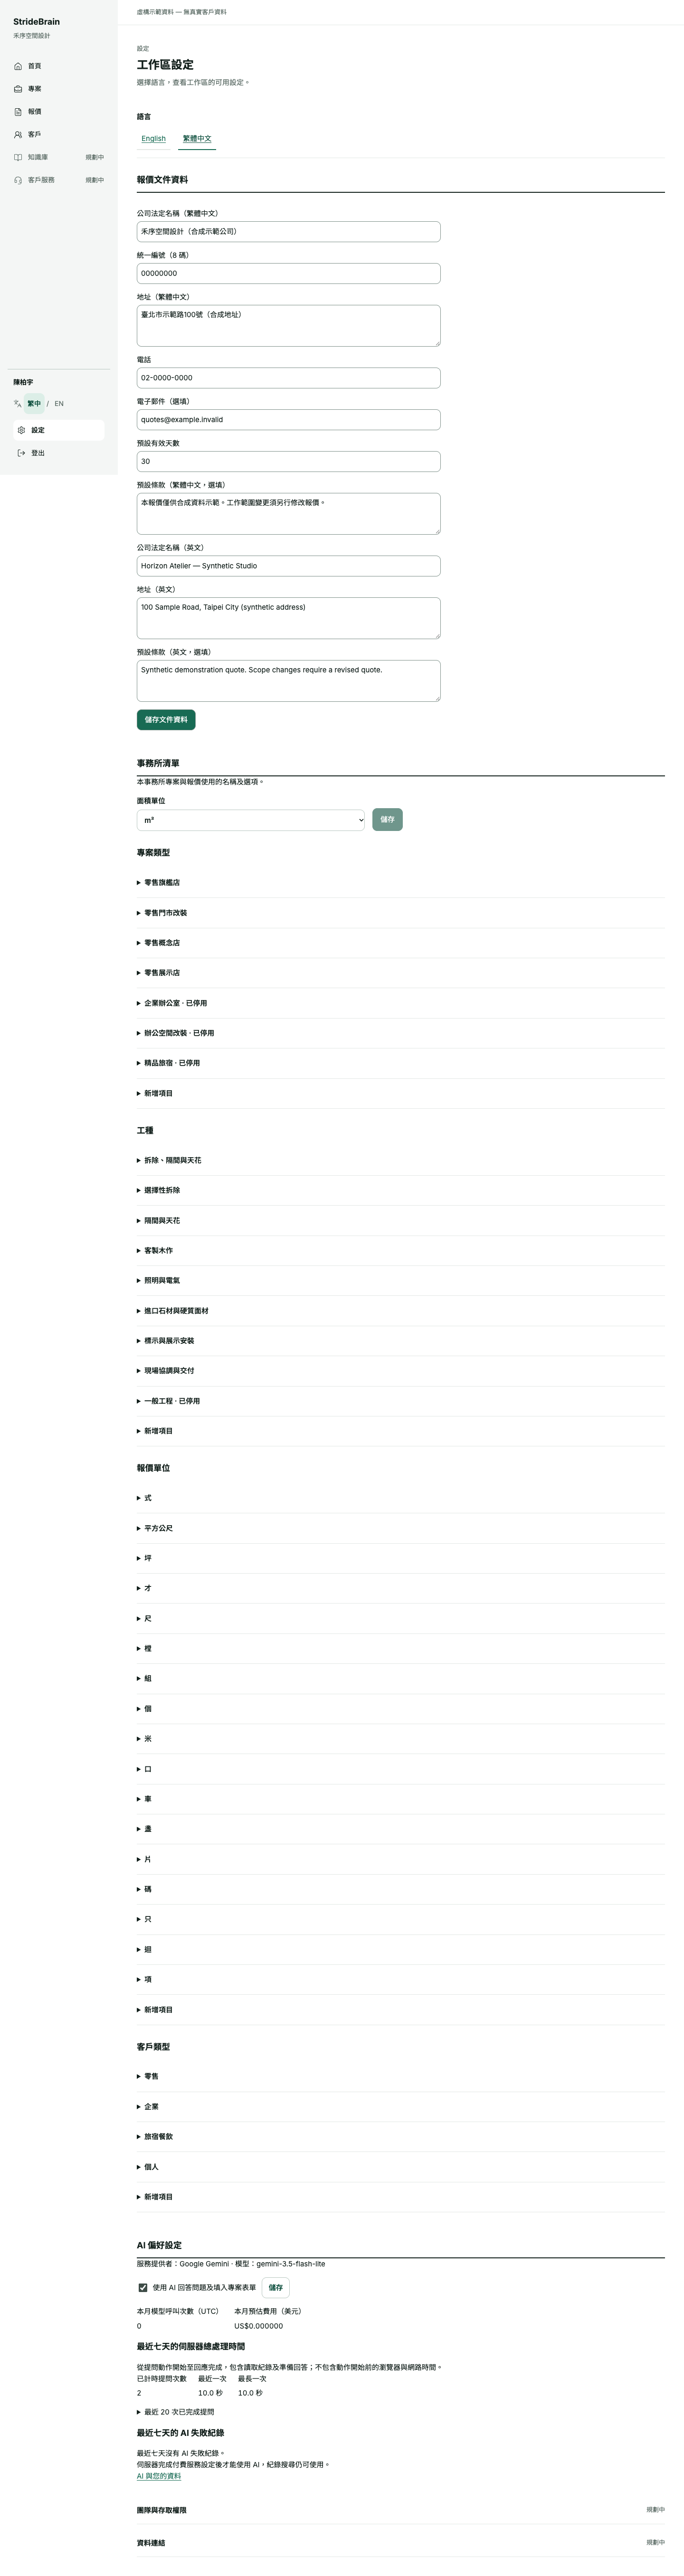 StrideBrain
禾序空間設計
首頁
專案
報價
客戶
知識庫 規劃中
客戶服務 規劃中
陳柏宇
繁中 / EN
設定
登出
虛構示範資料 — 無真實客戶資料
設定
工作區設定
選擇語言,查看工作區的可用設定。
語言
English 繁體中文
報價文件資料
公司法定名稱(繁體中文)
禾序空間設計(合成示範公司)
統一編號(8 碼)
00000000
地址(繁體中文)
臺北市示範路100號(合成地址)
電話
02-0000-0000
電子郵件(選填)
quotes@example.invalid
預設有效天數
30
預設條款(繁體中文,選填)
本報價僅供合成資料示範。工作範圍變更須另行修改報價。
公司法定名稱(英文)
Horizon Atelier — Synthetic Studio
地址(英文)
100 Sample Road, Taipei City (synthetic address)
預設條款(英文,選填)
Synthetic demonstration quote. Scope changes require a revised quote.
儲存文件資料
事務所清單
本事務所專案與報價使用的名稱及選項。
面積單位
m² 儲存
專案類型
零售旗艦店
零售門市改裝
零售概念店
零售展示店
企業辦公室 · 已停用
辦公空間改裝 · 已停用
精品旅宿 · 已停用
新增項目
工種
拆除、隔間與天花
選擇性拆除
隔間與天花
客製木作
照明與電氣
進口石材與硬質面材
標示與展示安裝
現場協調與交付
一般工程 · 已停用
新增項目
報價單位
式
平方公尺
坪
才
尺
樘
組
個
米
口
車
盞
片
碼
只
迴
項
新增項目
客戶類型
零售
企業
旅宿餐飲
個人
新增項目
AI 偏好設定
服務提供者:Google Gemini · 模型:gemini-3.5-flash-lite
使用 AI 回答問題及填入專案表單 儲存
本月模型呼叫次數(UTC) 本月預估費用(美元)
0 US$0.000000
最近七天的伺服器總處理時間
從提問動作開始至回應完成,包含讀取紀錄及準備回答;不包含動作開始前的瀏覽器與網路時間。
已計時提問次數 最近一次 最長一次
2 10.0 秒 10.0 秒
最近 20 次已完成提問
最近七天的 AI 失敗紀錄
最近七天沒有 AI 失敗紀錄。
伺服器完成付費服務設定後才能使用 AI,紀錄搜尋仍可使用。
AI 與您的資料
團隊與存取權限 規劃中
資料連結 規劃中